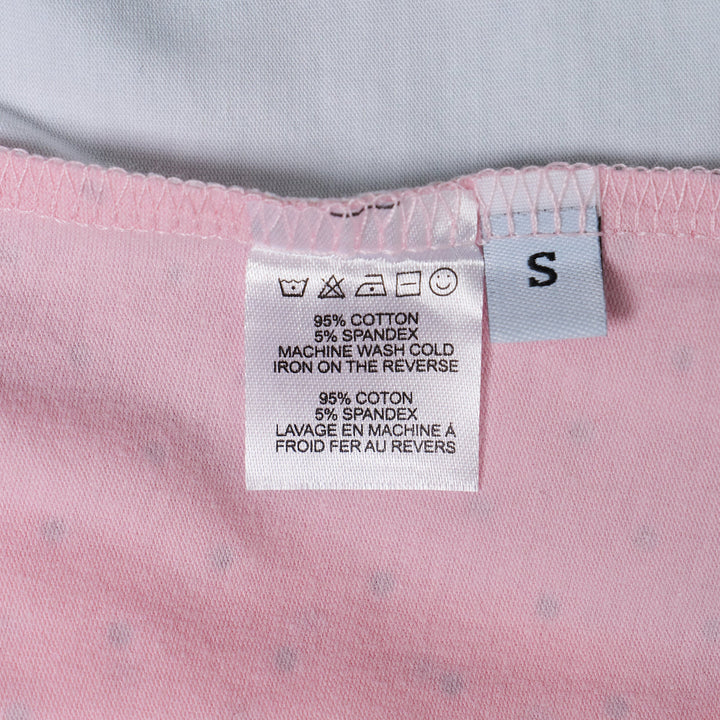 95% COTTON
5% SPANDEX
MACHINE WASH COLD
IRON ON THE REVERSE
95% COTON
5% SPANDEX
LAVAGE EN MACHINE Á
FROID FER AU REVERS
S